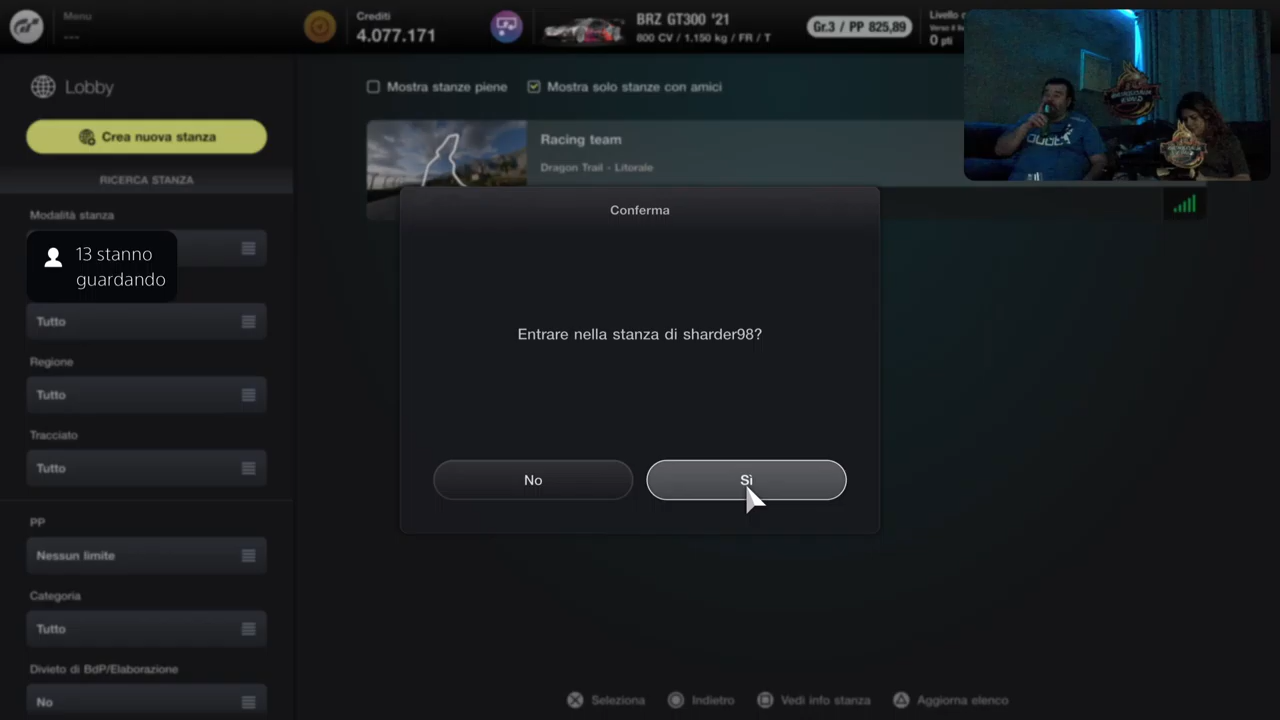 Menu
---
Crediti
4.077.171
BRZ GT300 '21
800 CV / 1.150 kg / FR / T
Gr.3 / PP 825,89
Livello
0 pti
Lobby
Crea nuova stanza
RICERCA STANZA
Modalità stanza
13 stanno
guardando
Tutto
Regione
Tutto
Tracciato
Tutto
PP
Nessun limite
Categoria
Tutto
Divieto di BdP/Elaborazione
No
Mostra stanze piene
Mostra solo stanze con amici
Racing team
Dragon Trail - Litorale
Conferma
Entrare nella stanza di sharder98?
No
Sì
Seleziona
Indietro
Vedi info stanza
Aggiorna elenco